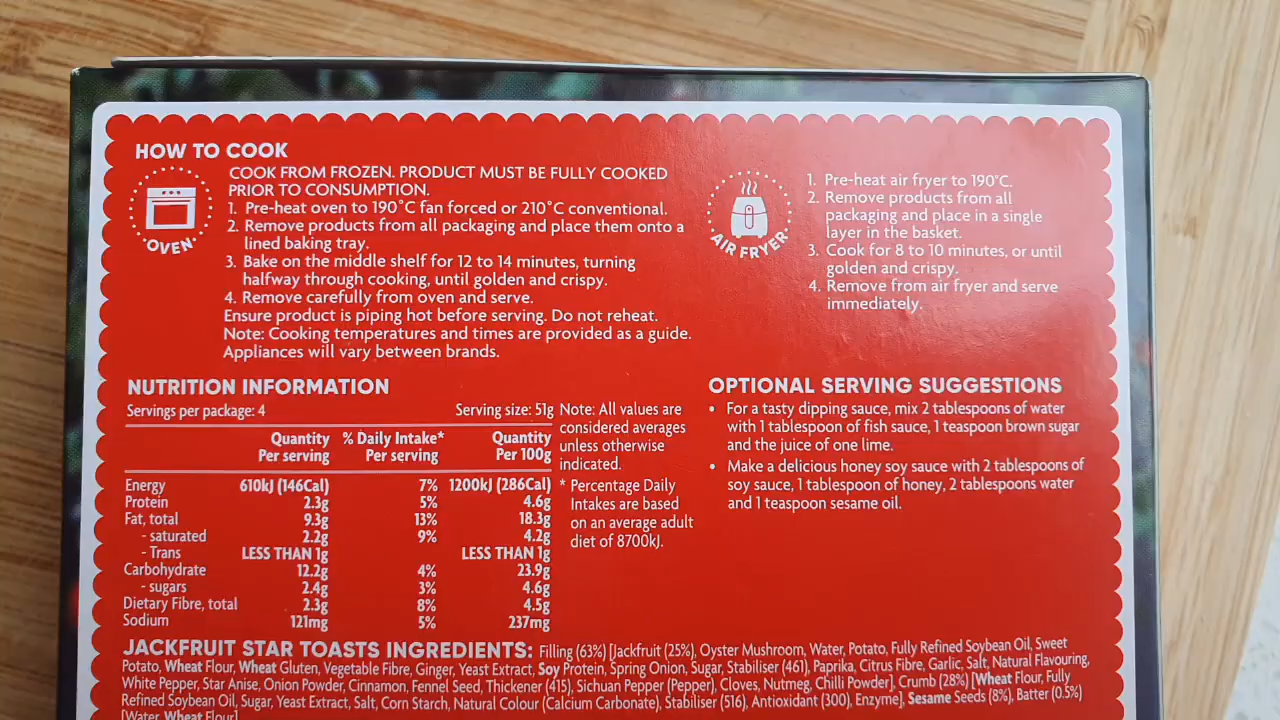 HOW TO COOK
COOK FROM FROZEN. PRODUCT MUST BE FULLY COOKED
PRIOR TO CONSUMPTION.
1. Pre-heat oven to 190°C fan forced or 210°C conventional.
2. Remove products from all packaging and place them onto a
lined baking tray.
3. Bake on the middle shelf for 12 to 14 minutes, turning
halfway through cooking, until golden and crispy.
4. Remove carefully from oven and serve.
Ensure product is piping hot before serving. Do not reheat.
Note: Cooking temperatures and times are provided as a guide.
Appliances will vary between brands.
OVEN
AIR FRYER
1. Pre-heat air fryer to 190°C.
2. Remove products from all
packaging and place in a single
layer in the basket.
3. Cook for 8 to 10 minutes, or until
golden and crispy.
4. Remove from air fryer and serve
immediately.
NUTRITION INFORMATION
Servings per package: 4 Serving size: 51g
Quantity % Daily Intake* Quantity
Per serving Per serving Per 100g
Energy 610kJ (146Cal) 7% 1200kJ (286Cal)
Protein 2.3g 5% 4.6g
Fat, total 9.3g 13% 18.3g
- saturated 2.2g 9% 4.2g
- Trans LESS THAN 1g LESS THAN 1g
Carbohydrate 12.2g 4% 23.9g
- sugars 2.4g 3% 4.6g
Dietary Fibre, total 2.3g 8% 4.5g
Sodium 121mg 5% 237mg
Note: All values are
considered averages
unless otherwise
indicated.
* Percentage Daily
Intakes are based
on an average adult
diet of 8700kJ.
OPTIONAL SERVING SUGGESTIONS
• For a tasty dipping sauce, mix 2 tablespoons of water
with 1 tablespoon of fish sauce, 1 teaspoon brown sugar
and the juice of one lime.
• Make a delicious honey soy sauce with 2 tablespoons of
soy sauce, 1 tablespoon of honey, 2 tablespoons water
and 1 teaspoon sesame oil.
JACKFRUIT STAR TOASTS INGREDIENTS: Filling (63%) [Jackfruit (25%), Oyster Mushroom, Water, Potato, Fully Refined Soybean Oil, Sweet
Potato, Wheat Flour, Wheat Gluten, Vegetable Fibre, Ginger, Yeast Extract, Soy Protein, Spring Onion, Sugar, Stabiliser (461), Paprika, Citrus Fibre, Garlic, Salt, Natural Flavouring,
White Pepper, Star Anise, Onion Powder, Cinnamon, Fennel Seed, Thickener (415), Sichuan Pepper (Pepper), Cloves, Nutmeg, Chilli Powder], Crumb (28%) [Wheat Flour, Fully
Refined Soybean Oil, Sugar, Yeast Extract, Salt, Corn Starch, Natural Colour (Calcium Carbonate), Stabiliser (516), Antioxidant (300), Enzyme], Sesame Seeds (8%), Batter (0.5%)
[Water, Wheat Flour]